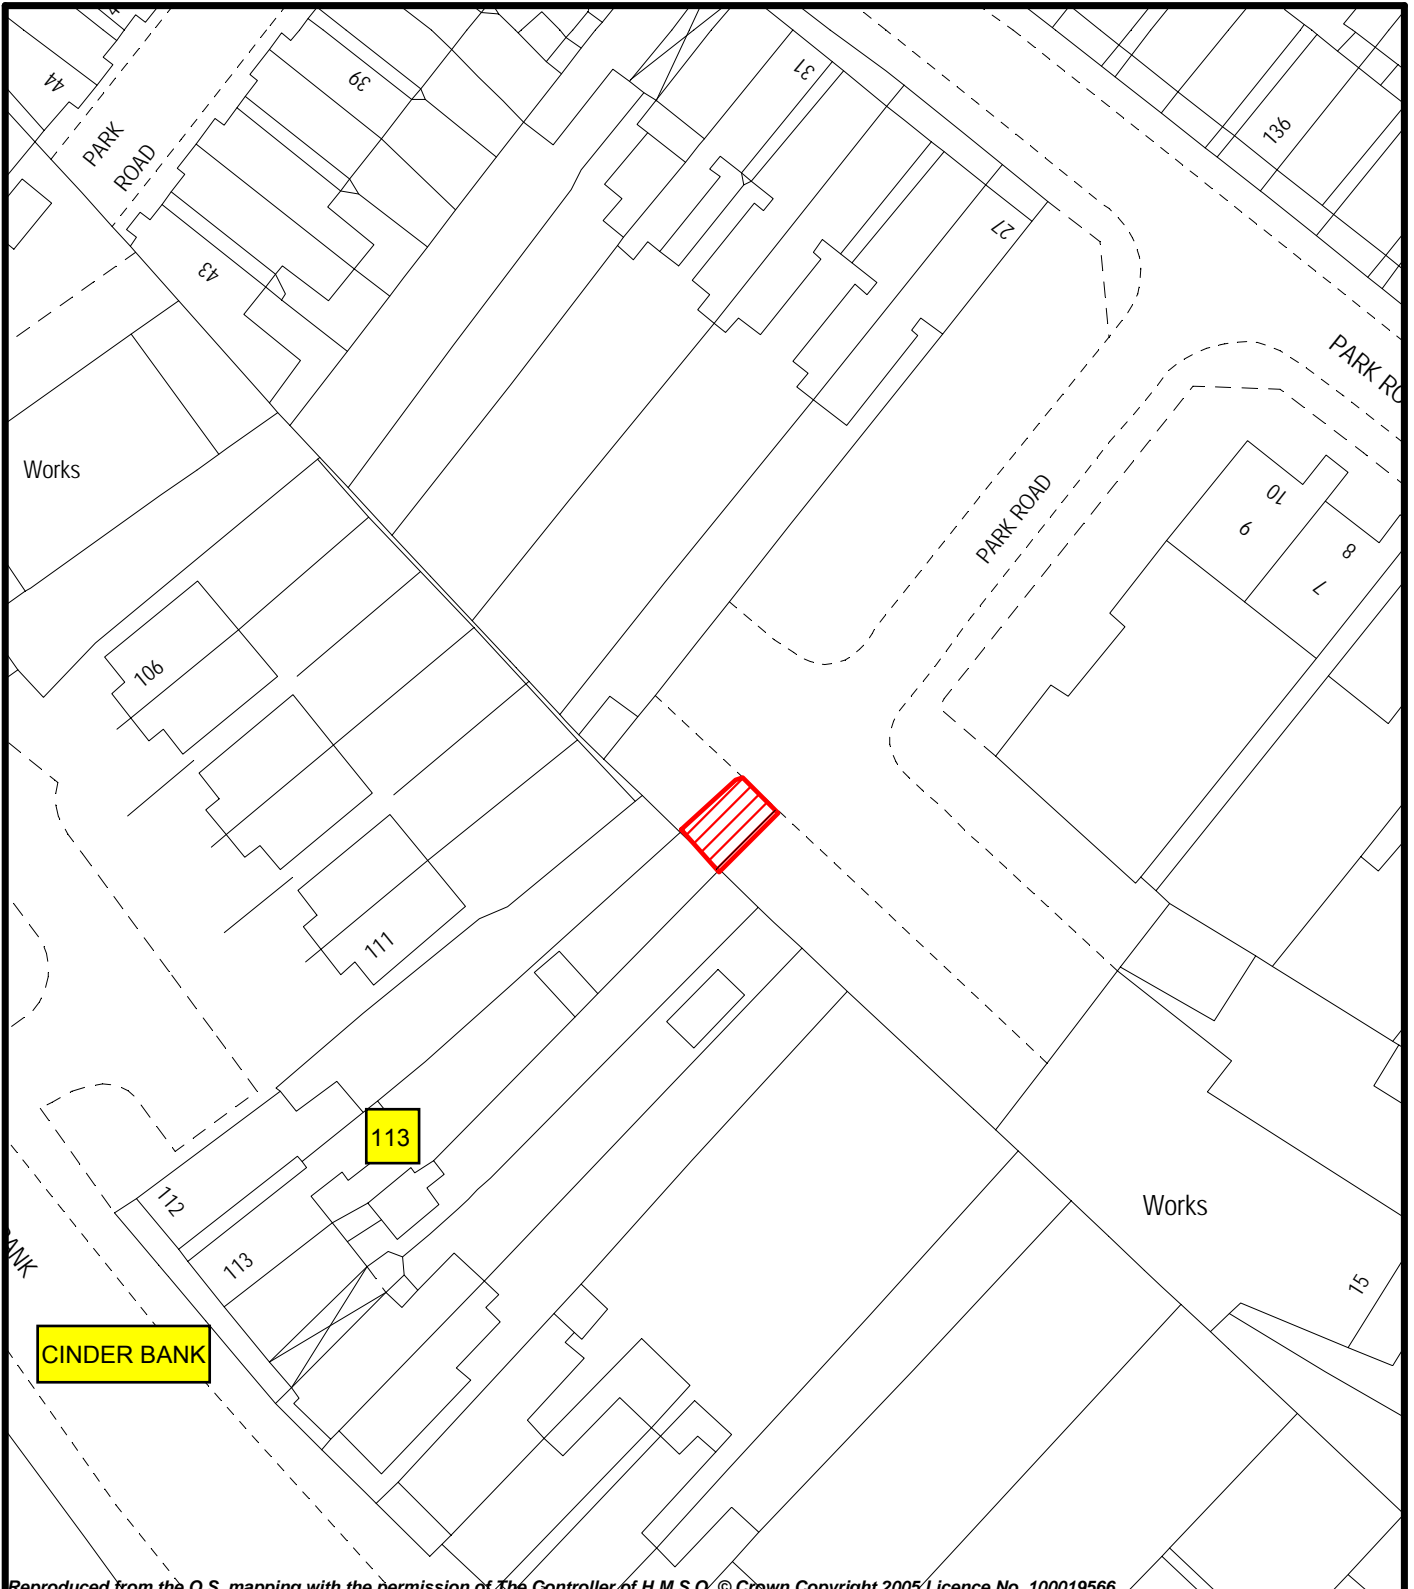 44
39
31
136
PARK
ROAD
27
43
PARK RO
Works
10
9
8
7
PARK ROAD
106
111
113
112
113
Works
15
ANK
CINDER BANK
Reproduced from the O.S. mapping with the permission of The Controller of H.M.S.O. © Crown Copyright 2005 Licence No. 100019566